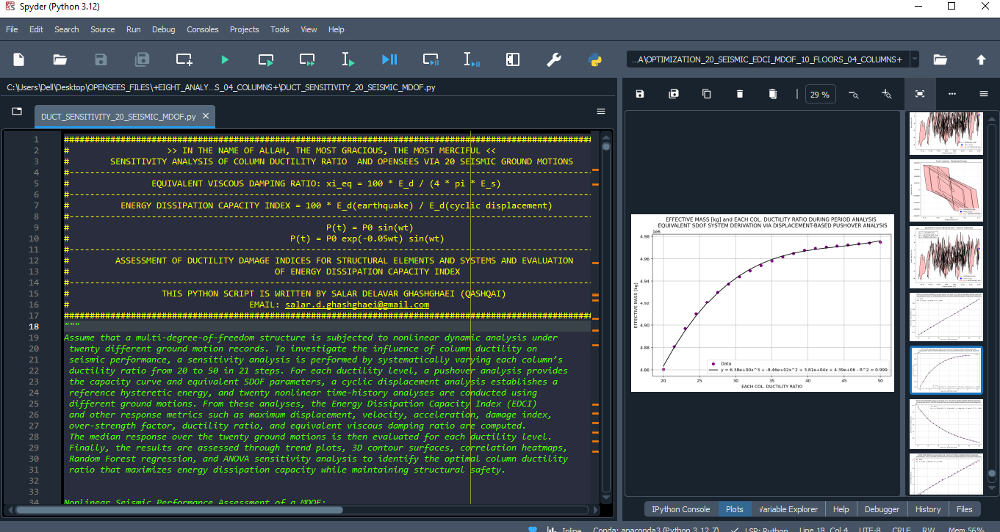 Spyder (Python 3.12)
File Edit Search Source Run Debug Consoles Projects Tools View Help
...A\OPTIMIZATION_20_SEISMIC_EDCI_MDOF_10_FLOORS_04_COLUMNS+
C:\Users\Dell\Desktop\OPENSEES_FILES\+EIGHT_ANALY...S_04_COLUMNS+\DUCT_SENSITIVITY_20_SEISMIC_MDOF.py
29 %
DUCT_SENSITIVITY_20_SEISMIC_MDOF.py
1
2 # >> IN THE NAME OF ALLAH, THE MOST GRACIOUS, THE MOST MERCIFUL <<
3 # SENSITIVITY ANALYSIS OF COLUMN DUCTILITY RATIO AND OPENSEES VIA 20 SEISMIC GROUND MOTIONS
4
5 # EQUIVALENT VISCOUS DAMPING RATIO: xi_eq = 100 * E_d / (4 * pi * E_s)
6
7 # ENERGY DISSIPATION CAPACITY INDEX = 100 * E_d(earthquake) / E_d(cyclic displacement)
8
9 # P(t) = P0 sin(wt)
10 # P(t) = P0 exp(-0.05wt) sin(wt)
11
12 # ASSESSMENT OF DUCTILITY DAMAGE INDICES FOR STRUCTURAL ELEMENTS AND SYSTEMS AND EVALUATION
13 # OF ENERGY DISSIPATION CAPACITY INDEX
14
15 # THIS PYTHON SCRIPT IS WRITTEN BY SALAR DELAVAR GHASHGHAEI (QASHQAI)
16 # EMAIL: salar.d.ghashghaei@gmail.com
17
18 """
19 Assume that a multi-degree-of-freedom structure is subjected to nonlinear dynamic analysis under
20 twenty different ground motion records. To investigate the influence of column ductility on
21 seismic performance, a sensitivity analysis is performed by systematically varying each column's
22 ductility ratio from 20 to 50 in 21 steps. For each ductility level, a pushover analysis provides
23 the capacity curve and equivalent SDOF parameters, a cyclic displacement analysis establishes a
24 reference hysteretic energy, and twenty nonlinear time-history analyses are conducted using
25 different ground motions. From these analyses, the Energy Dissipation Capacity Index (EDCI)
26 and other response metrics such as maximum displacement, velocity, acceleration, damage index,
27 over-strength factor, ductility ratio, and equivalent viscous damping ratio are computed.
28 The median response over the twenty ground motions is then evaluated for each ductility level.
29 Finally, the results are assessed through trend plots, 3D contour surfaces, correlation heatmaps,
30 Random Forest regression, and ANOVA sensitivity analysis to identify the optimal column ductility
31 ratio that maximizes energy dissipation capacity while maintaining structural safety.
32
33
34 Nonlinear Seismic Performance Assessment of a MDOF:
EFFECTIVE MASS [kg] and EACH COL. DUCTILITY RATIO DURING PERIOD ANALYSIS
EQUIVALENT SDOF SYSTEM DERIVATION VIA DISPLACEMENT-BASED PUSHOVER ANALYSIS
1e6
4.98
4.96
4.94
4.92
4.90
4.88
4.86
EFFECTIVE MASS [kg]
Data
y = 6.38e+00x^3 + -8.46e+02x^2 + 3.81e+04x + 4.39e+06 - R^2 = 0.999
20 25 30 35 40 45 50
EACH COL. DUCTILITY RATIO
IPython Console Plots Variable Explorer Help Debugger History Files
Inline Conda: anaconda3 (Python 3.12.7) LSP: Python Line 18, Col 4 UTF-8 CRLF RW Mem 56%